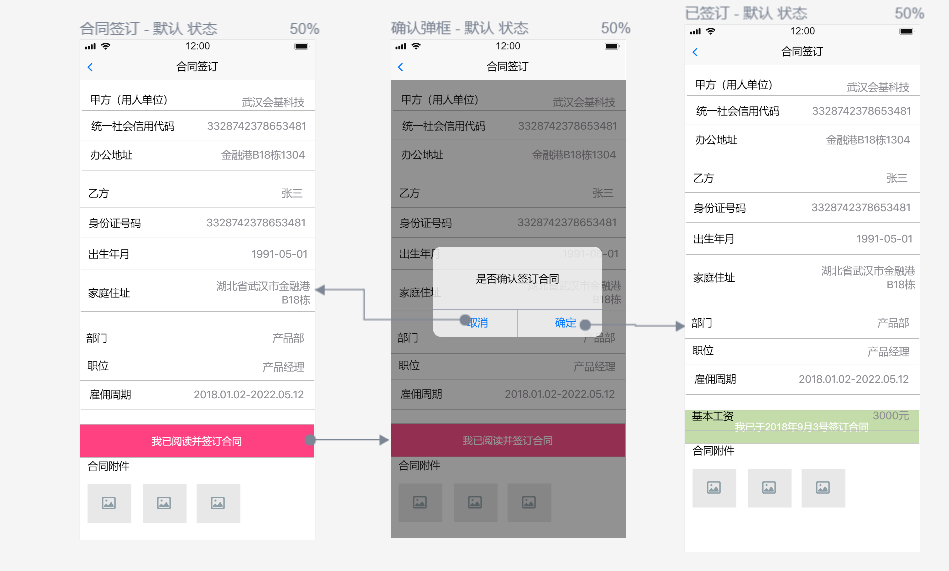 合同签订 - 默认 状态 50%
12:00
合同签订
甲方（用人单位） 武汉会基科技
统一社会信用代码 3328742378653481
办公地址 金融港B18栋1304
乙方 张三
身份证号码 3328742378653481
出生年月 1991-05-01
家庭住址 湖北省武汉市金融港
B18栋
部门 产品部
职位 产品经理
雇佣周期 2018.01.02-2022.05.12
我已阅读并签订合同
合同附件
确认弹框 - 默认 状态 50%
12:00
合同签订
甲方（用人单位） 武汉会基科技
统一社会信用代码 3328742378653481
办公地址 金融港B18栋1304
乙方 张三
身份证号码 3328742378653481
出生年月 1991-05-01
是否确认签订合同
家庭住址 湖北省武汉市金融港
B18栋
取消 确定
部门 产品部
职位 产品经理
雇佣周期 2018.01.02-2022.05.12
我已阅读并签订合同
合同附件
已签订 - 默认 状态 50%
12:00
合同签订
甲方（用人单位） 武汉会基科技
统一社会信用代码 3328742378653481
办公地址 金融港B18栋1304
乙方 张三
身份证号码 3328742378653481
出生年月 1991-05-01
家庭住址 湖北省武汉市金融港
B18栋
部门 产品部
职位 产品经理
雇佣周期 2018.01.02-2022.05.12
基本工资 3000元
我已于2018年9月3号签订合同
合同附件